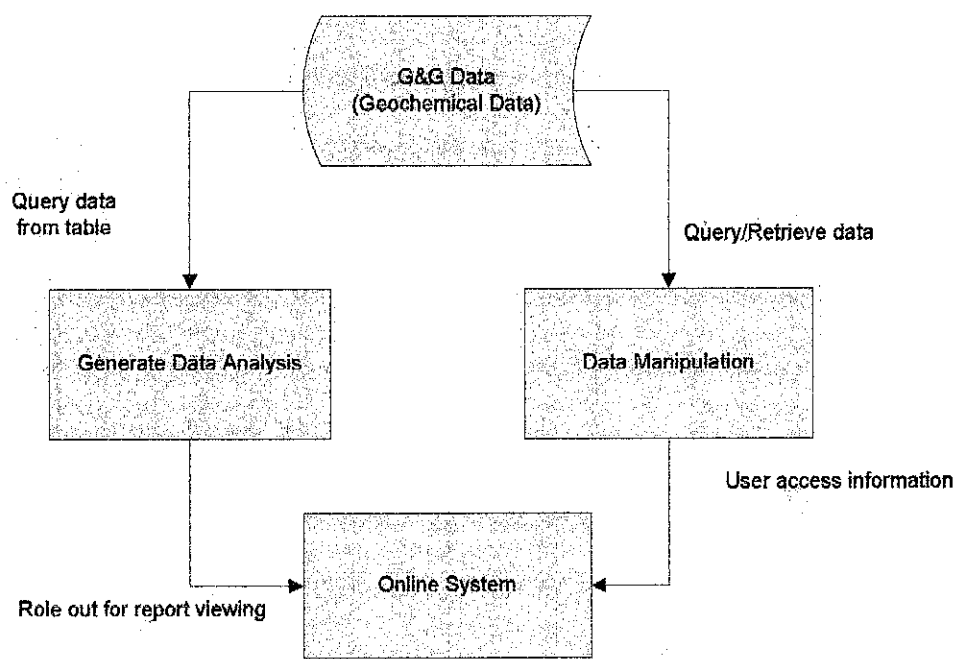 G&G Data
(Geochemical Data)
Query data
from table
Query/Retrieve data
Generate Data Analysis
Data Manipulation
User access information
Online System
Role out for report viewing